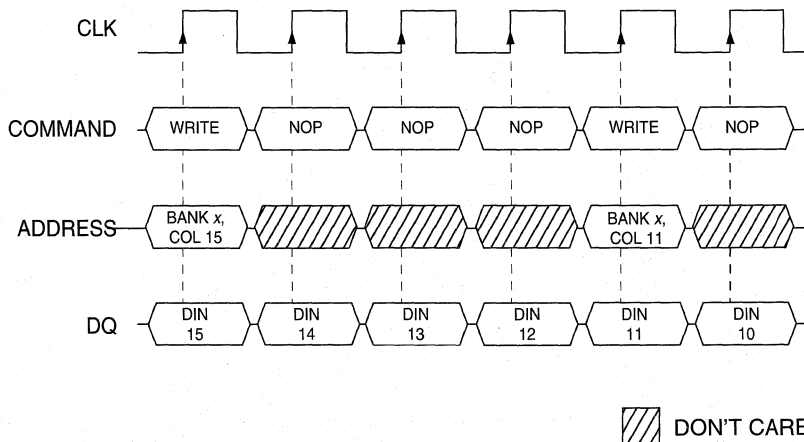 CLK
COMMAND
WRITE
NOP
NOP
NOP
WRITE
NOP
ADDRESS
BANK x,
COL 15
BANK x,
COL 11
DQ
DIN
15
DIN
14
DIN
13
DIN
12
DIN
11
DIN
10
DON'T CARE